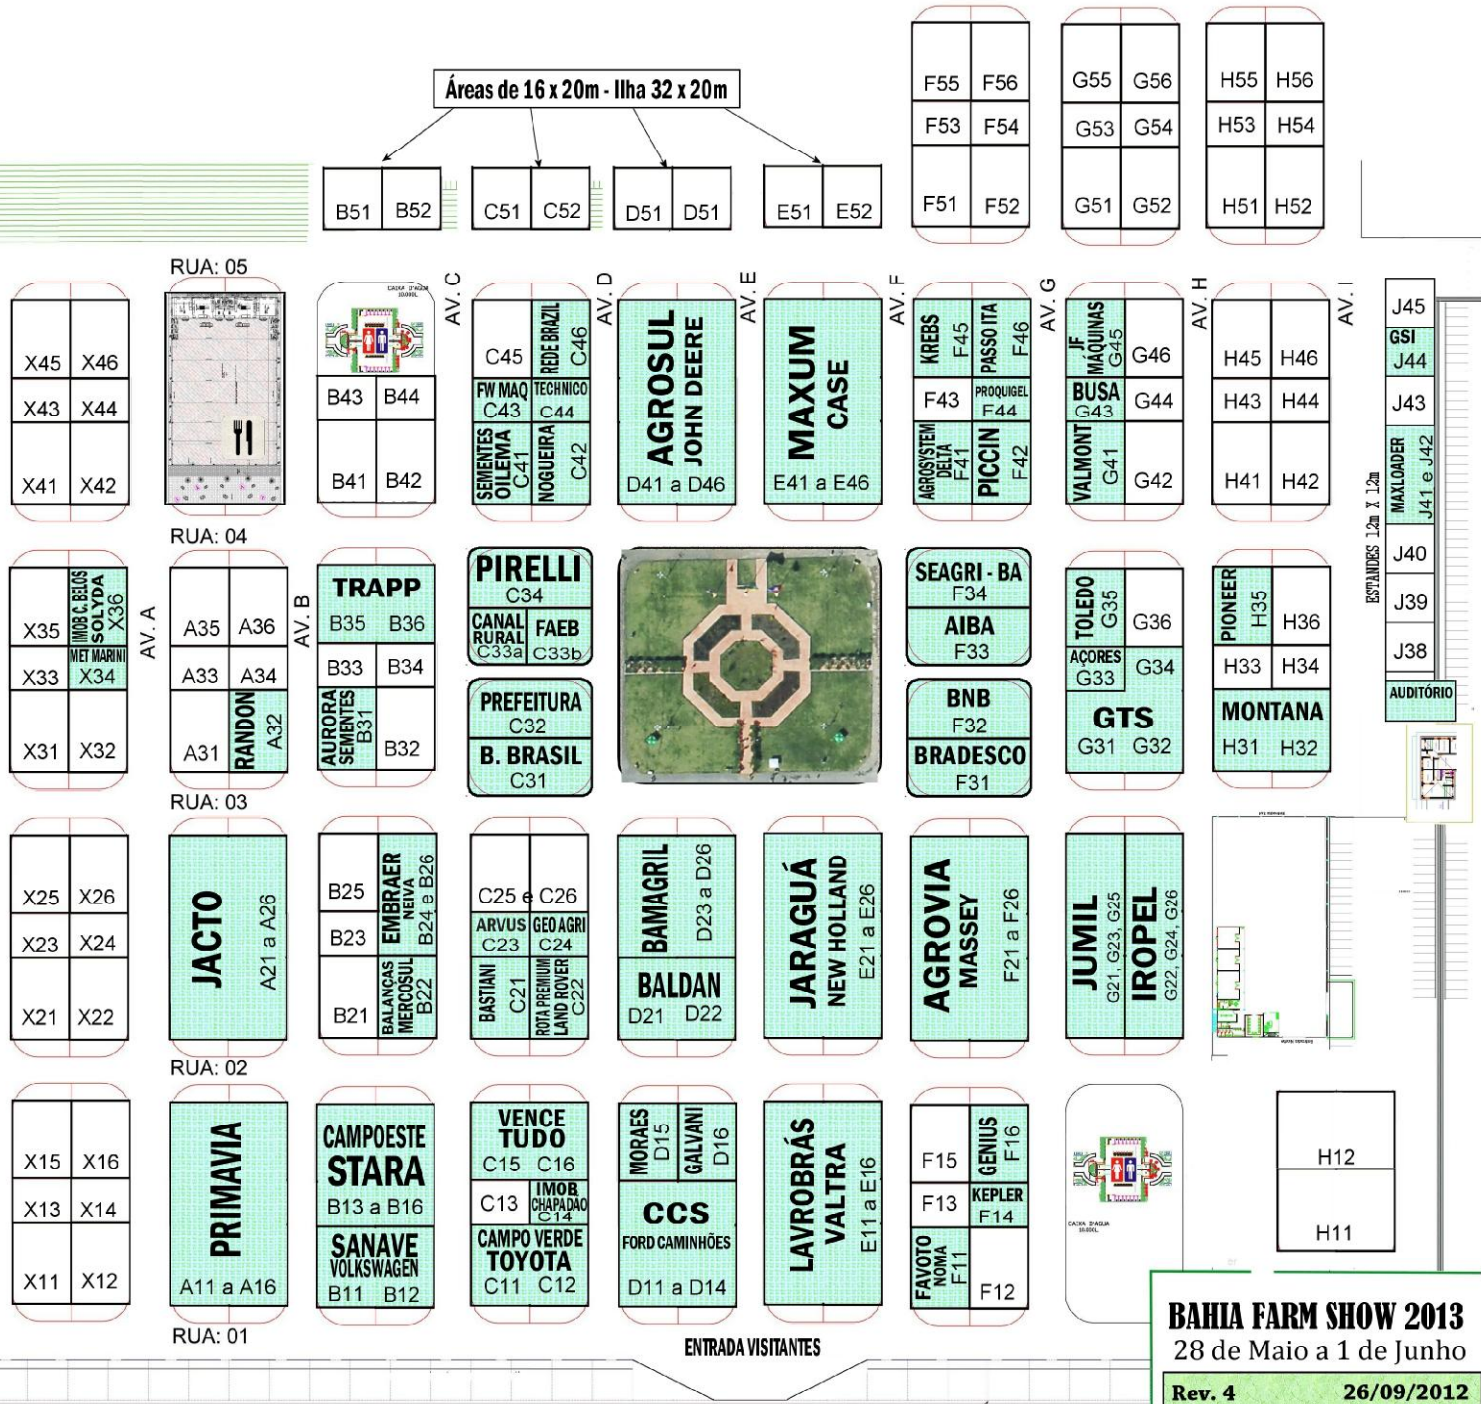 F55 F56 G55 G56 H55 H56
Áreas de 16 x 20m - Ilha 32 x 20m
F53 F54 G53 G54 H53 H54
B51 B52 C51 C52 D51 D51 E51 E52 F51 F52 G51 G52 H51 H52
RUA: 05
AV. C
AV. D
AV. E
AV. F
AV. G
AV. H
AV. I
X45 X46
X43 X44
X41 X42
CAIXA D'AGUA
10.000L
B43 B44
B41 B42
C45
REDE BRAZIL
C46
FW MAQ
C43
TECHNICO
C44
SEMENTES
OILEMA
C41
NOGUEIRA
C42
AGROSUL
JOHN DEERE
D41 a D46
MAXUM
CASE
E41 a E46
KREBS
F45
PASSO ITA
F46
F43
PROQUIGEL
F44
AGROSYSTEM
DELTA
F41
PICCIN
F42
JF
MÁQUINAS
G45
G46
BUSA
G43
G44
VALMONT
G41
G42
H45 H46
H43 H44
H41 H42
J45
GSI
J44
J43
MAXLOADER
J41 e J42
J40
J39
J38
AUDITÓRIO
ESTANDES 12m X 12m
RUA: 04
X35
IMOB C. BELOS
SOLYDA
X36
X33
MET MARINI
X34
X31 X32
AV. A
A35 A36
A33 A34
A31
RANDON
A32
AV. B
TRAPP
B35 B36
B33 B34
AURORA
SEMENTES
B31
B32
PIRELLI
C34
CANAL
RURAL
C33a
FAEB
C33b
PREFEITURA
C32
B. BRASIL
C31
SEAGRI - BA
F34
AIBA
F33
BNB
F32
BRADESCO
F31
TOLEDO
G35
G36
AÇORES
G33
G34
GTS
G31 G32
PIONEER
H35
H36
H33 H34
MONTANA
H31 H32
RUA: 03
X25 X26
X23 X24
X21 X22
JACTO
A21 a A26
B25
EMBRAER
NEIVA
B24 e B26
B23
B21
BALANÇAS
MERCOSUL
B22
C25 e C26
ARVUS
C23
GEO AGRI
C24
BASTIANI
C21
ROTA PREMIUM
LAND ROVER
C22
BAMAGRIL
D23 a D26
BALDAN
D21 D22
JARAGUÁ
NEW HOLLAND
E21 a E26
AGROVIA
MASSEY
F21 a F26
JUMIL
G21, G23, G25
IROPEL
G22, G24, G26
RUA: 02
X15 X16
X13 X14
X11 X12
PRIMAVIA
A11 a A16
CAMPOESTE
STARA
B13 a B16
SANAVE
VOLKSWAGEN
B11 B12
VENCE
TUDO
C15 C16
C13
IMOB
CHAPADAO
C14
CAMPO VERDE
TOYOTA
C11 C12
MORAES
D15
GALVANI
D16
CCS
FORD CAMINHÕES
D11 a D14
LAVROBRÁS
VALTRA
E11 a E16
F15
GENIUS
F16
F13
KEPLER
F14
FAVOTO
NOMA
F11
F12
CAIXA D'AGUA
10.000L
H12
H11
RUA: 01
ENTRADA VISITANTES
BAHIA FARM SHOW 2013
28 de Maio a 1 de Junho
Rev. 4 26/09/2012